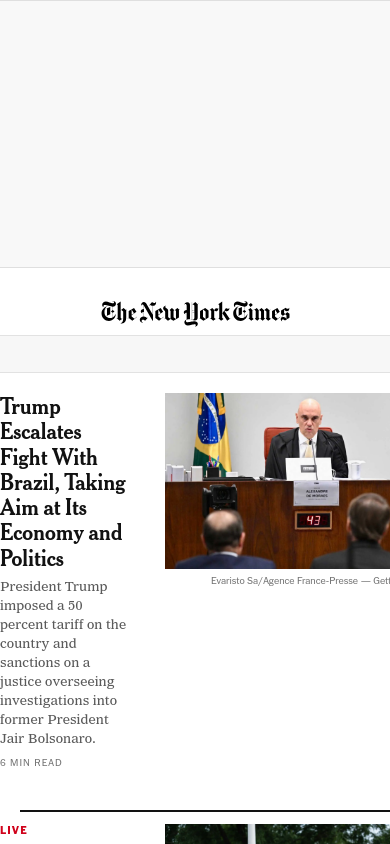 The New York Times
Trump
Escalates
Fight With
Brazil, Taking
Aim at Its
Economy and
Politics
ALEXANDRE
DE MORAES
43
Evaristo Sa/Agence France-Presse — Gett
President Trump
imposed a 50
percent tariff on the
country and
sanctions on a
justice overseeing
investigations into
former President
Jair Bolsonaro.
6 MIN READ
LIVE